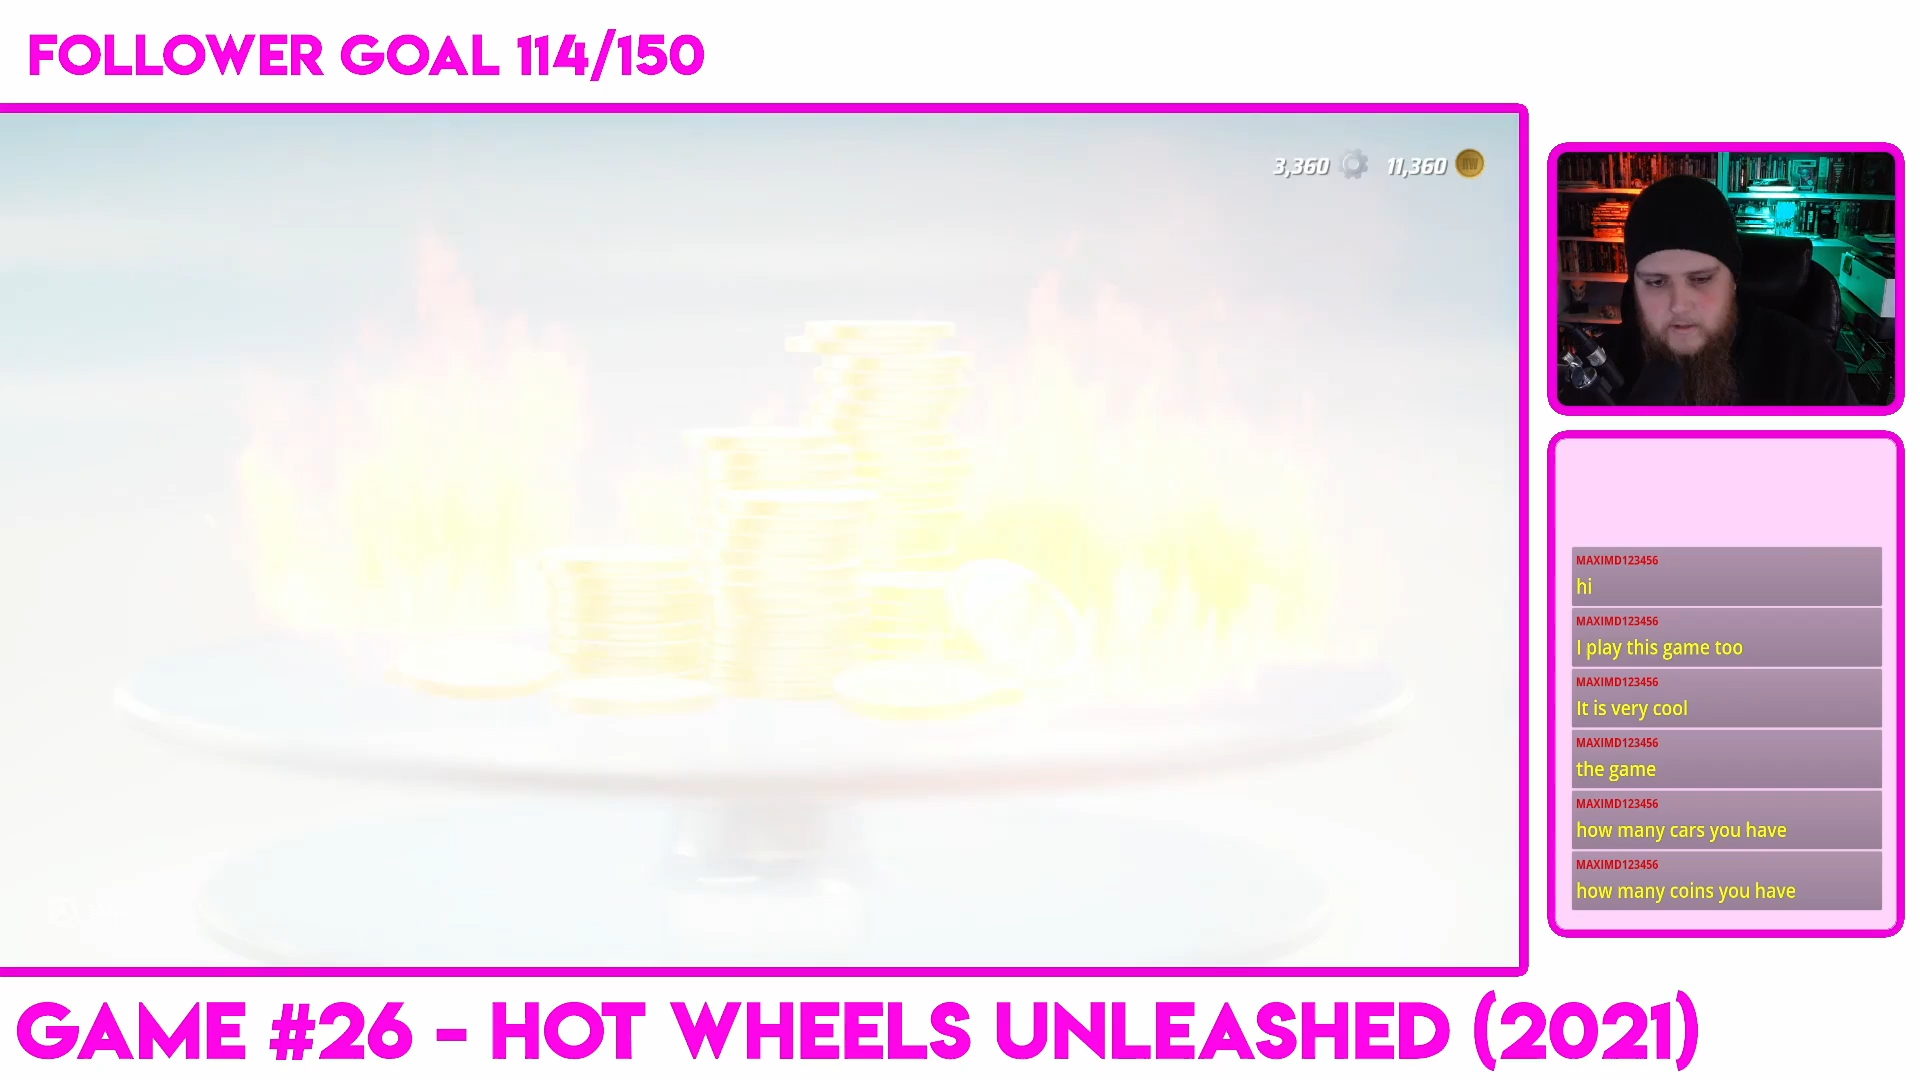 FOLLOWER GOAL 114/150
3,360 11,360
MAXIMD123456
hi
MAXIMD123456
I play this game too
MAXIMD123456
It is very cool
MAXIMD123456
the game
MAXIMD123456
how many cars you have
MAXIMD123456
how many coins you have
GAME #26 - HOT WHEELS UNLEASHED (2021)